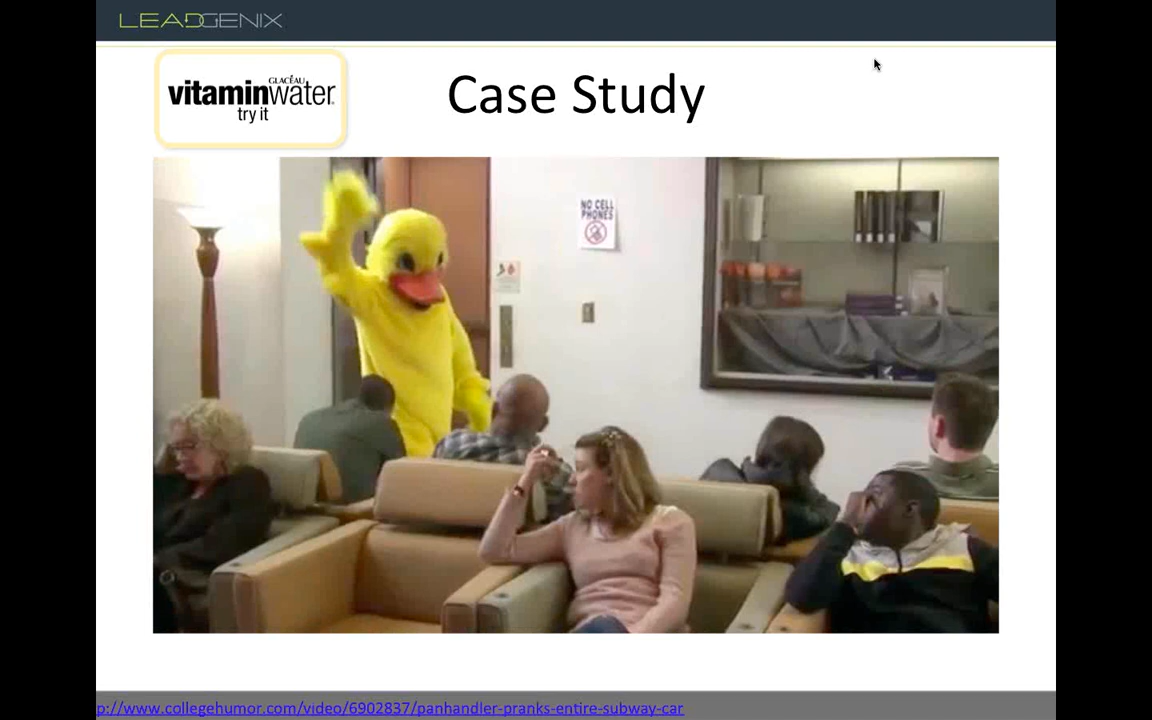 LEADGENIX
GLACÉAU
vitaminwater
try it
Case Study
NO CELL
PHONES
p://www.collegehumor.com/video/6902837/panhandler-pranks-entire-subway-car